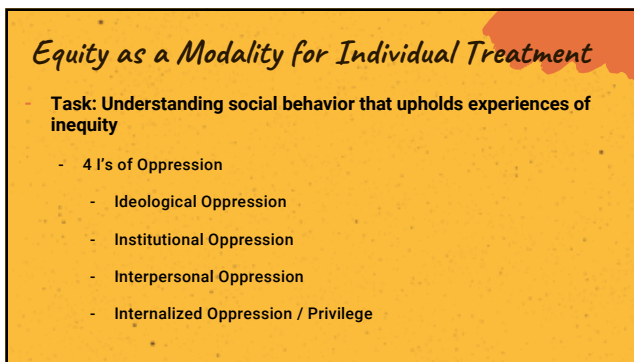 Equity as a Modality for Individual Treatment
- Task: Understanding social behavior that upholds experiences of
inequity
- 4 I's of Oppression
- Ideological Oppression
- Institutional Oppression
- Interpersonal Oppression
- Internalized Oppression / Privilege